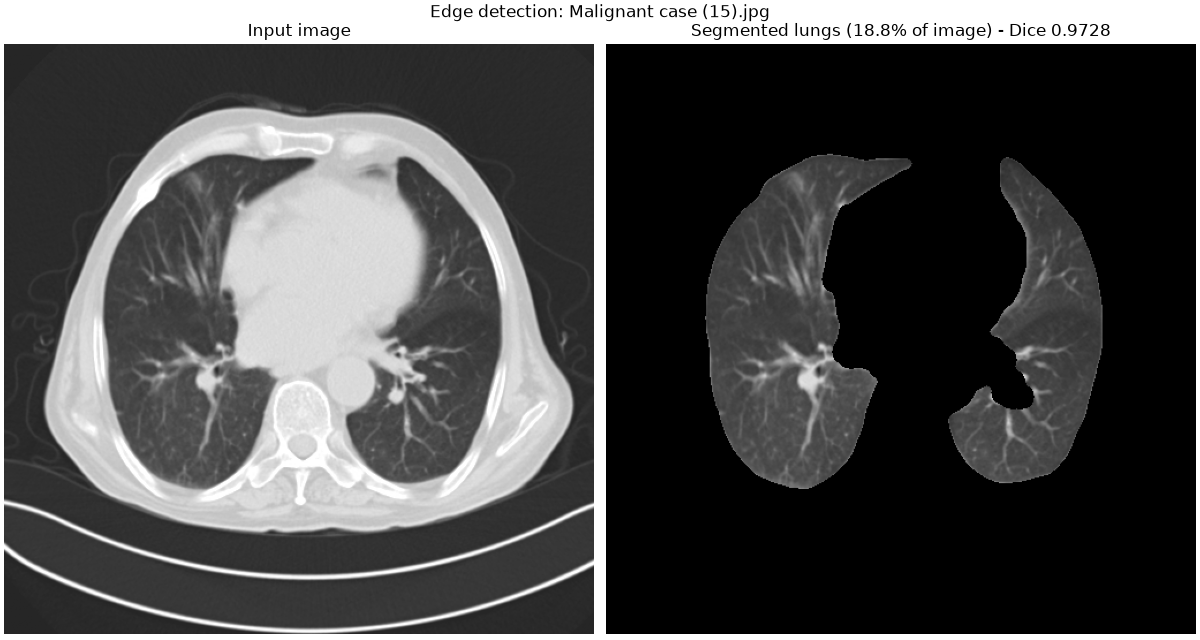 Edge detection: Malignant case (15).jpg
Input image
Segmented lungs (18.8% of image) - Dice 0.9728